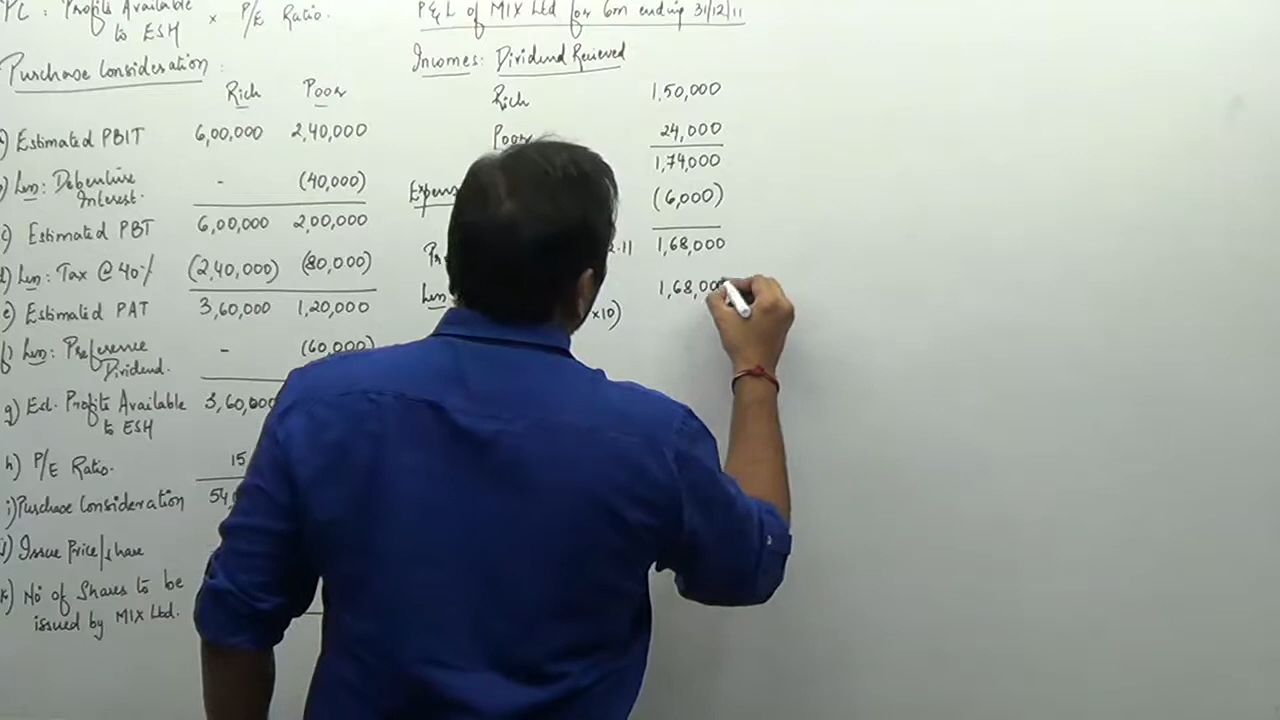 PC : Profits Available to ESH × P/E Ratio.
Purchase Consideration :
Rich Poor
Estimated PBIT 6,00,000 2,40,000
Less: Debenture Interest. - (40,000)
c) Estimated PBT 6,00,000 2,00,000
d) Less: Tax @ 40% (2,40,000) (80,000)
e) Estimated PAT 3,60,000 1,20,000
f) Less: Preference Dividend. - (60,000)
g) Est. Profits Available to ESH 3,60,000
h) P/E Ratio. 15
i) Purchase Consideration 54,
j) Issue Price/share
k) No of Shares to be issued by MIX Ltd.
P&L of MIX Ltd for 6m ending 31/12/11
Incomes: Dividend Recieved
Rich 1,50,000
Poor 24,000
1,74,000
Expens (6,000)
2.11 1,68,000
Less ×10) 1,68,00